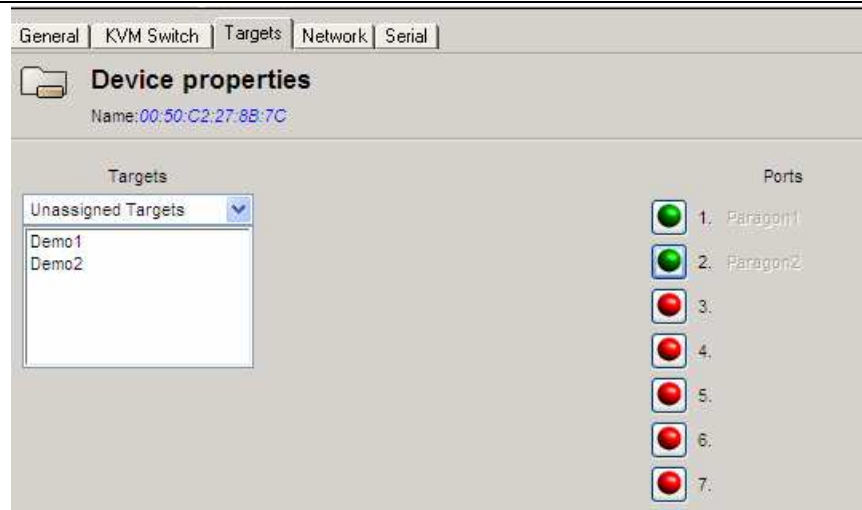 General KVM Switch Targets Network Serial
Device properties
Name:00:50:C2:27:8B:7C
Targets
Unassigned Targets
Demo1
Demo2
Ports
1. Paragon1
2. Paragon2
3.
4.
5.
6.
7.